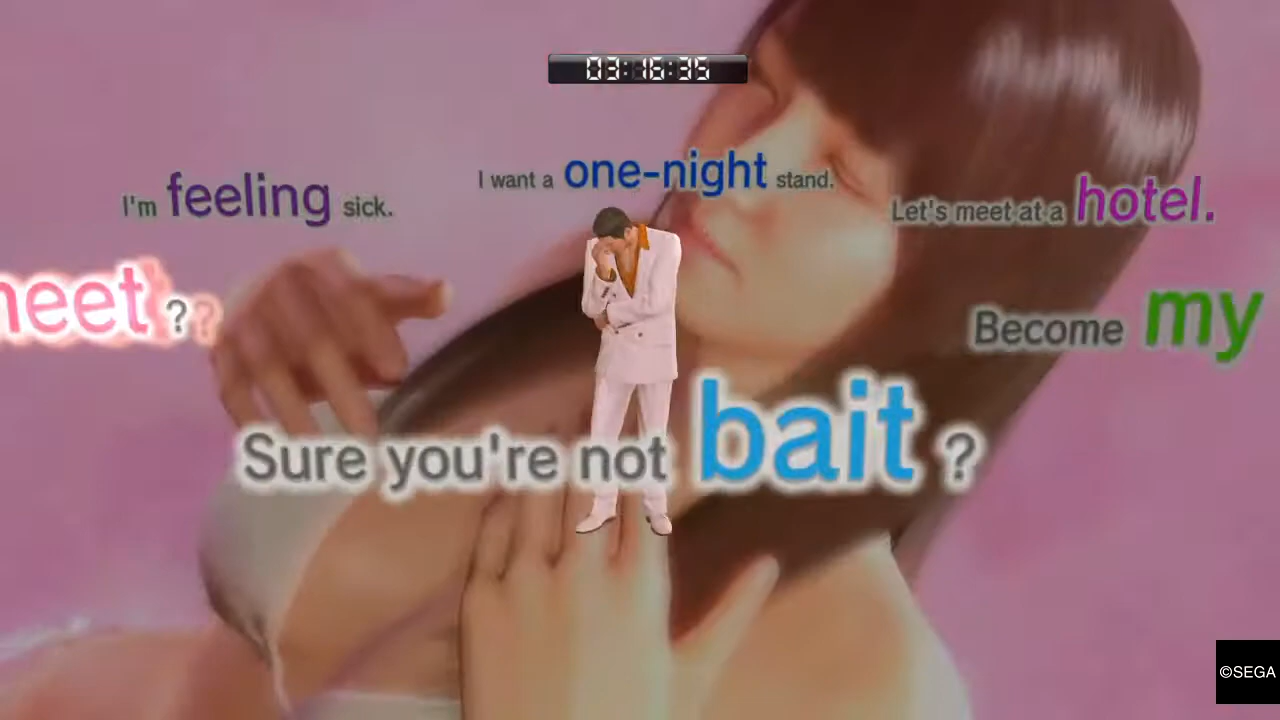 03:16:35
I want a one-night stand.
I'm feeling sick.
Let's meet at a hotel.
??
Become my
Sure you're not bait ?
©SEGA